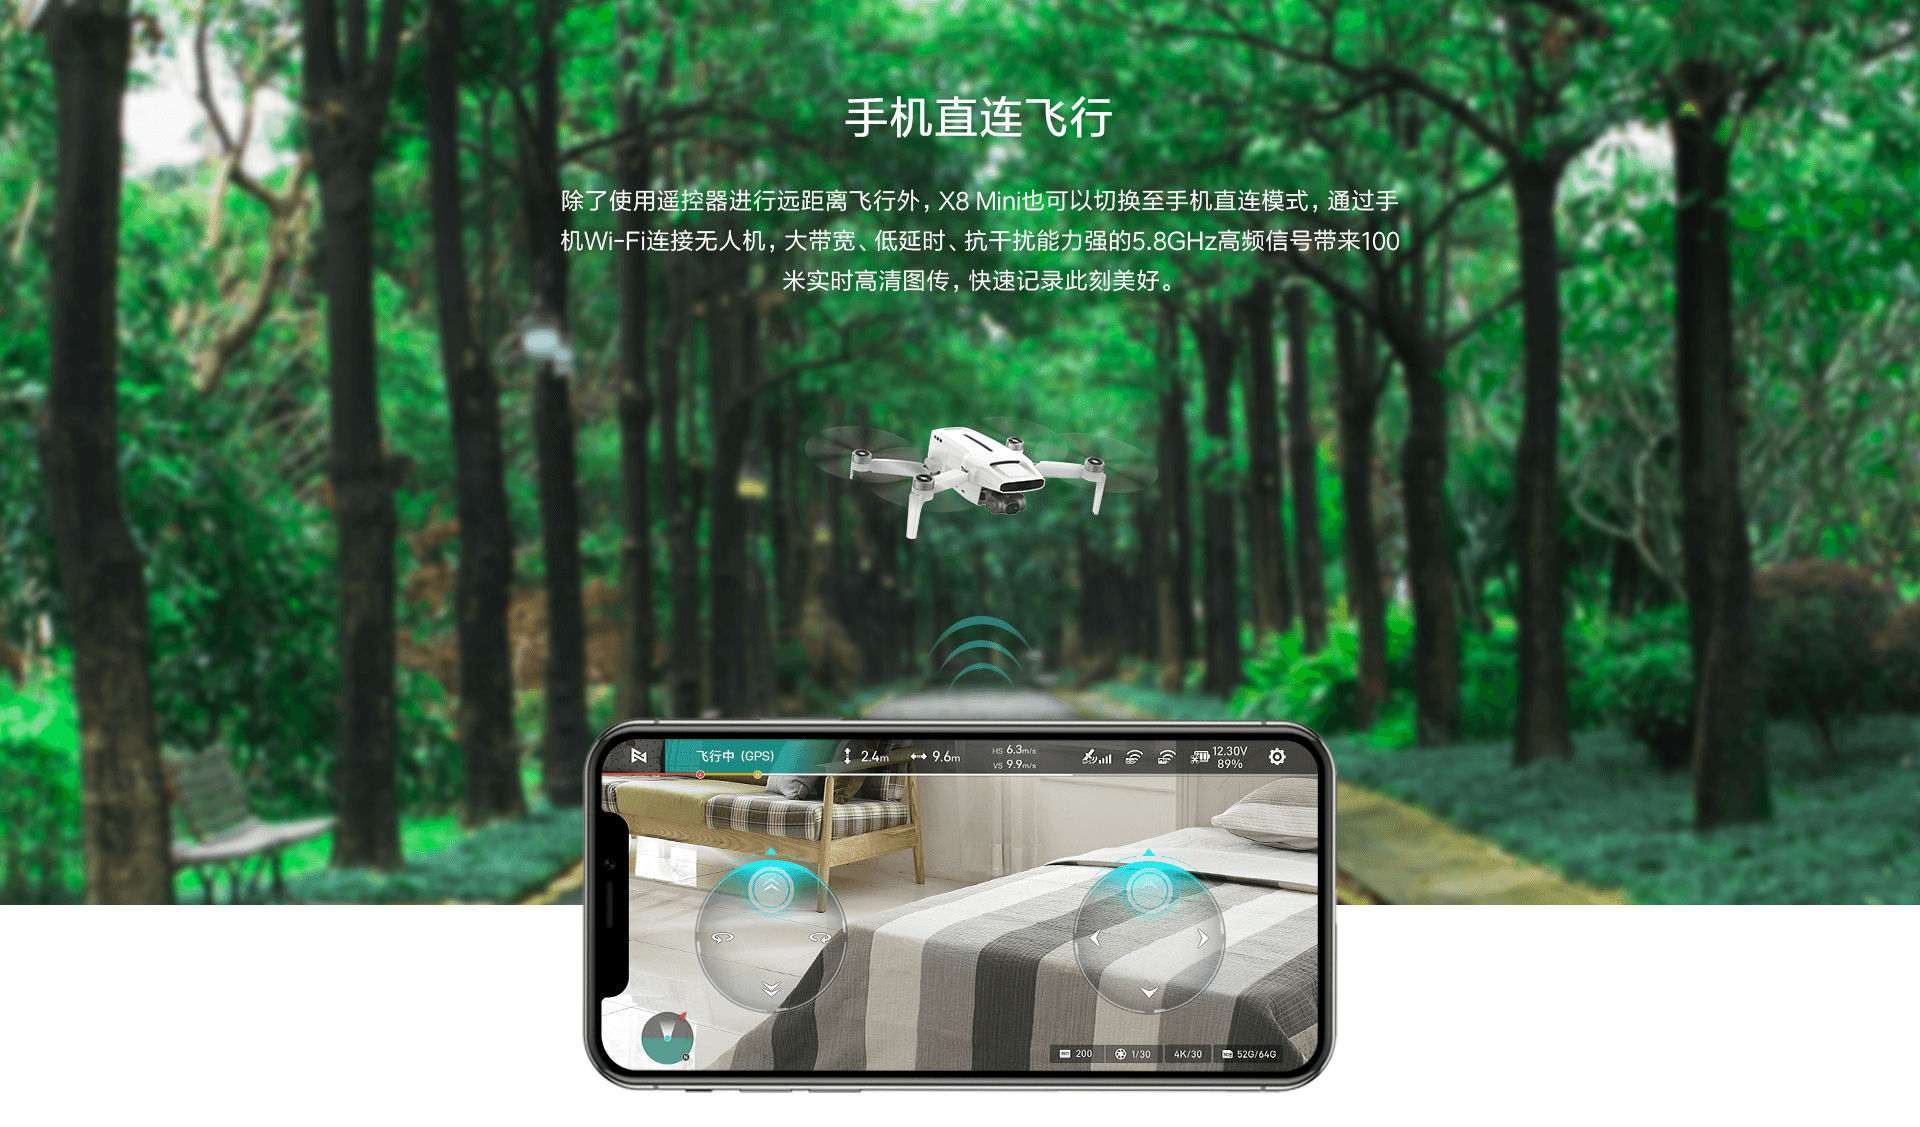 手机直连飞行
除了使用遥控器进行远距离飞行外，X8 Mini也可以切换至手机直连模式，通过手
机Wi-Fi连接无人机，大带宽、低延时、抗干扰能力强的5.8GHz高频信号带来100
米实时高清图传，快速记录此刻美好。
飞行中 (GPS) 2.4m 9.6m HS 6.3m/s 12.30V
VS 9.9m/s 89%
200 1/30 4K/30 52G/64G